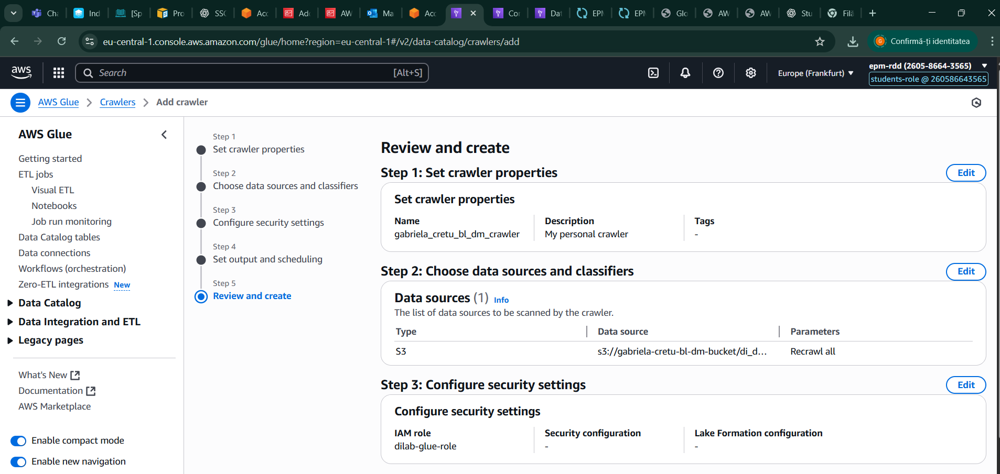 Cha
Ind
[Sp
Pro
SSO
Acc
Adc
AW
Ma
Acc
Cor
Dat
EPM
EPM
Glo
AW
AW
Stu
Filă
eu-central-1.console.aws.amazon.com/glue/home?region=eu-central-1#/v2/data-catalog/crawlers/add
G
Confirmă-ți identitatea
aws
Search
[Alt+S]
Europe (Frankfurt)
epm-rdd (2605-8664-3565)
students-role @ 260586643565
AWS Glue
Crawlers
Add crawler
AWS Glue
Getting started
ETL jobs
Visual ETL
Notebooks
Job run monitoring
Data Catalog tables
Data connections
Workflows (orchestration)
Zero-ETL integrations New
Data Catalog
Data Integration and ETL
Legacy pages
What's New
Documentation
AWS Marketplace
Enable compact mode
Enable new navigation
Step 1
Set crawler properties
Step 2
Choose data sources and classifiers
Step 3
Configure security settings
Step 4
Set output and scheduling
Step 5
Review and create
Review and create
Step 1: Set crawler properties
Edit
Set crawler properties
Name
gabriela_cretu_bl_dm_crawler
Description
My personal crawler
Tags
-
Step 2: Choose data sources and classifiers
Edit
Data sources (1) Info
The list of data sources to be scanned by the crawler.
Type
Data source
Parameters
S3
s3://gabriela-cretu-bl-dm-bucket/di_d...
Recrawl all
Step 3: Configure security settings
Edit
Configure security settings
IAM role
dilab-glue-role
Security configuration
-
Lake Formation configuration
-